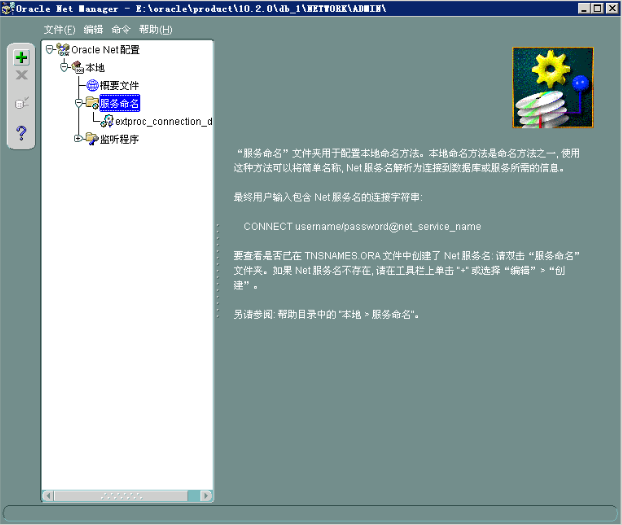 Oracle Net Manager - E:\oracle\product\10.2.0\db_1\NETWORK\ADMIN\
文件(F) 编辑 命令 帮助(H)
Oracle Net 配置
本地
概要文件
服务命名
extproc_connection_d
监听程序
“服务命名”文件夹用于配置本地命名方法。本地命名方法是命名方法之一, 使用
这种方法可以将简单名称, Net 服务名解析为连接到数据库或服务所需的信息。
最终用户输入包含 Net 服务名的连接字符串:
CONNECT username/password@net_service_name
要查看是否已在 TNSNAMES.ORA 文件中创建了 Net 服务名: 请双击“服务命名”
文件夹。如果 Net 服务名不存在, 请在工具栏上单击 "+" 或选择“编辑”>“创
建”。
另请参阅: 帮助目录中的 "本地 > 服务命名"。